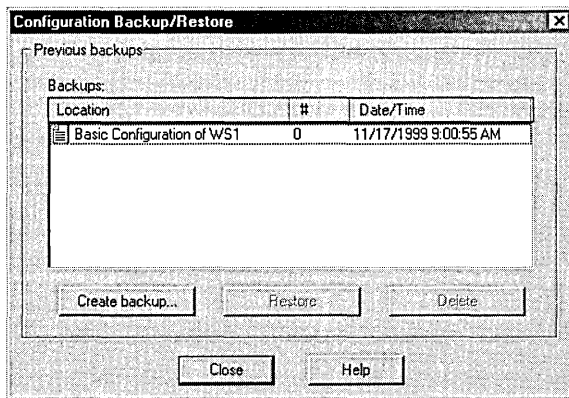 Configuration Backup/Restore
Previous backups
Backups:
Location # Date/Time
Basic Configuration of WS1 0 11/17/1999 9:00:55 AM
Create backup... Restore Delete
Close Help